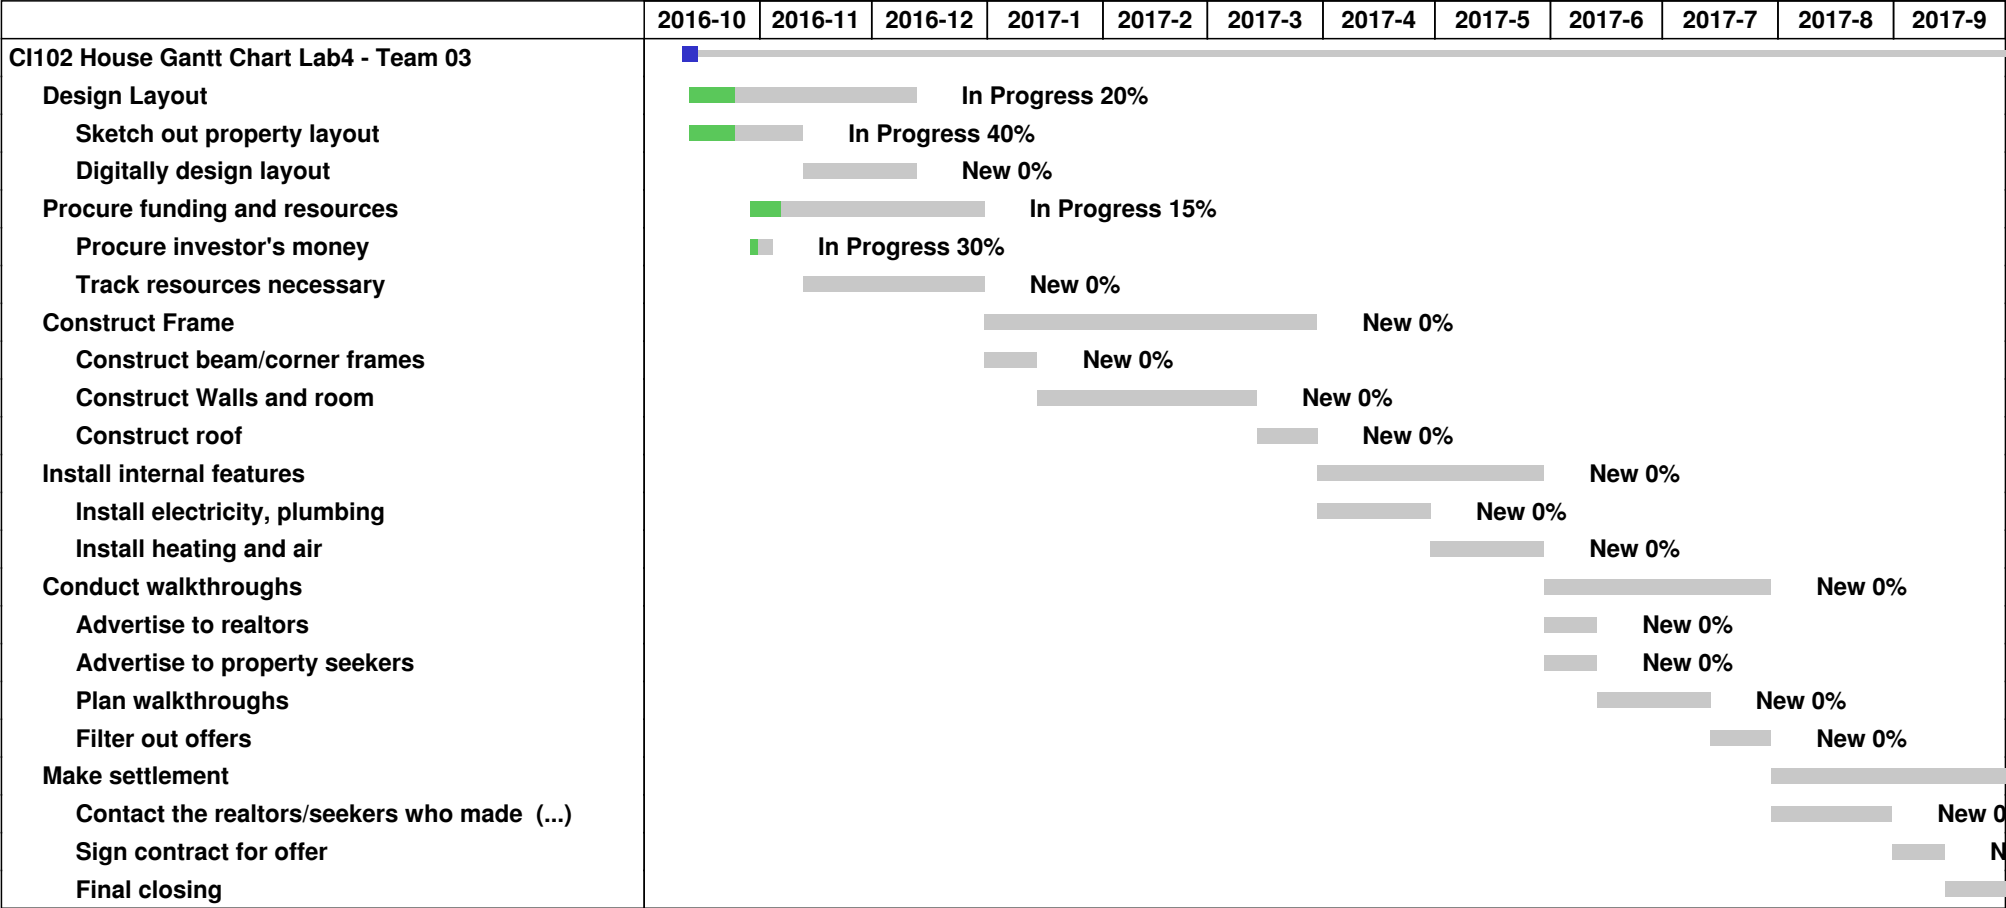 2016-10 2016-11 2016-12 2017-1 2017-2 2017-3 2017-4 2017-5 2017-6 2017-7 2017-8 2017-9
CI102 House Gantt Chart Lab4 - Team 03
Design Layout In Progress 20%
Sketch out property layout In Progress 40%
Digitally design layout New 0%
Procure funding and resources In Progress 15%
Procure investor's money In Progress 30%
Track resources necessary New 0%
Construct Frame New 0%
Construct beam/corner frames New 0%
Construct Walls and room New 0%
Construct roof New 0%
Install internal features New 0%
Install electricity, plumbing New 0%
Install heating and air New 0%
Conduct walkthroughs New 0%
Advertise to realtors New 0%
Advertise to property seekers New 0%
Plan walkthroughs New 0%
Filter out offers New 0%
Make settlement
Contact the realtors/seekers who made (...) New 0
Sign contract for offer N
Final closing